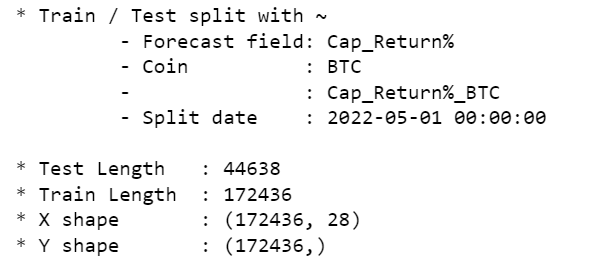 * Train / Test split with ~
- Forecast field: Cap_Return%
- Coin : BTC
- : Cap_Return%_BTC
- Split date : 2022-05-01 00:00:00
* Test Length : 44638
* Train Length : 172436
* X shape : (172436, 28)
* Y shape : (172436,)